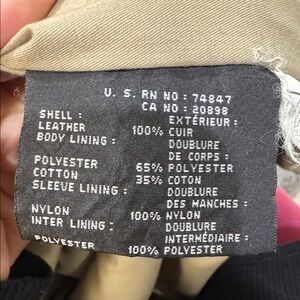 U. S. RN NO : 74847
CA NO : 20898
SHELL : EXTÉRIEUR :
LEATHER 100% CUIR
BODY LINING : DOUBLURE
DE CORPS :
POLYESTER 65% POLYESTER
COTTON 35% COTON
SLEEVE LINING : DOUBLURE
DES MANCHES :
NYLON 100% NYLON
INTER LINING : DOUBLURE
INTERMÉDIAIRE :
POLYESTER 100% POLYESTER